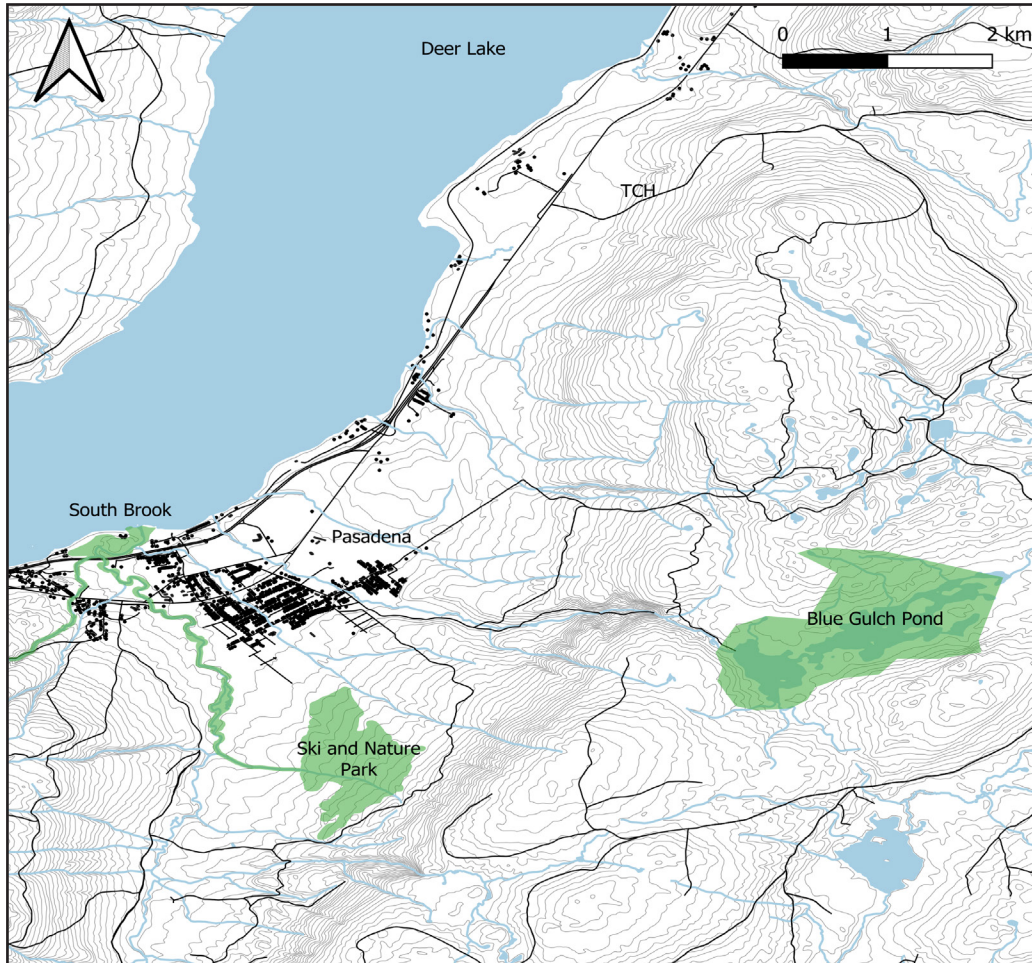 Deer Lake
0 1 2 km
TCH
South Brook
Pasadena
Blue Gulch Pond
Ski and Nature
Park